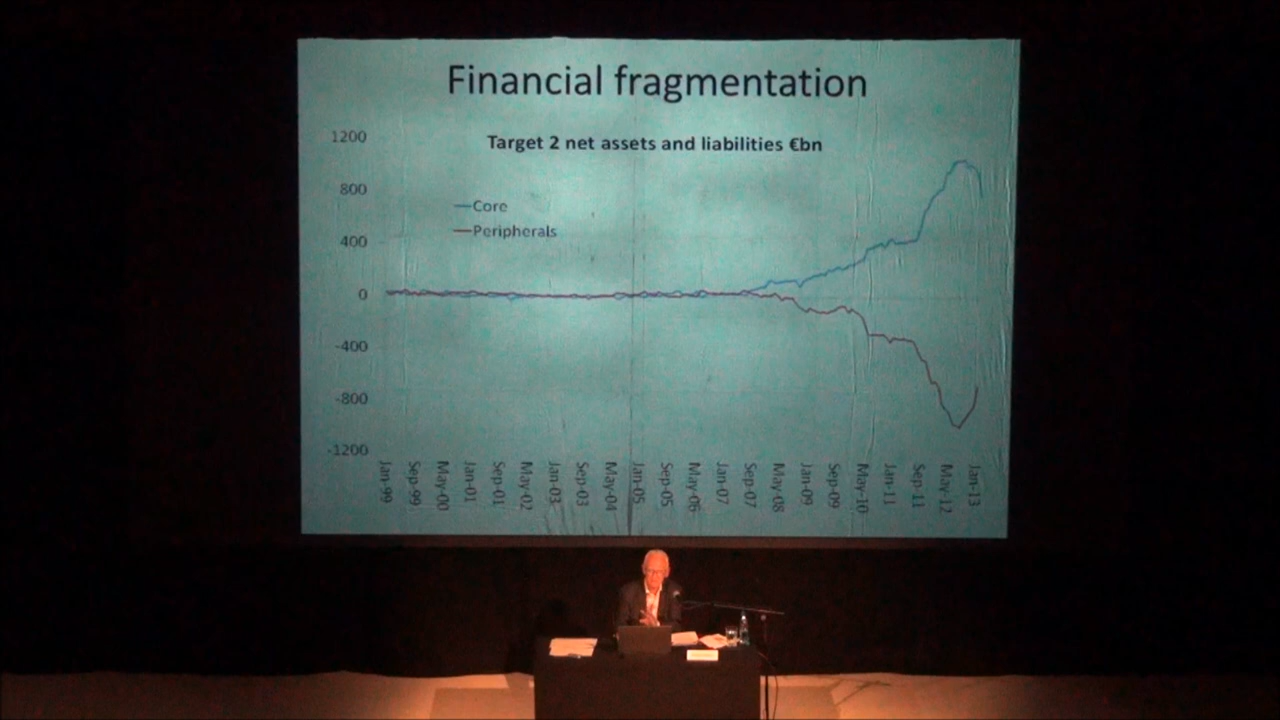 Financial fragmentation
Target 2 net assets and liabilities €bn
1200
800
400
0
-400
-800
-1200
Core
Peripherals
Jan-99
Sep-99
May-00
Jan-01
Sep-01
May-02
Jan-03
Sep-03
May-04
Jan-05
Sep-05
May-06
Jan-07
Sep-07
May-08
Jan-09
Sep-09
May-10
Jan-11
Sep-11
May-12
Jan-13